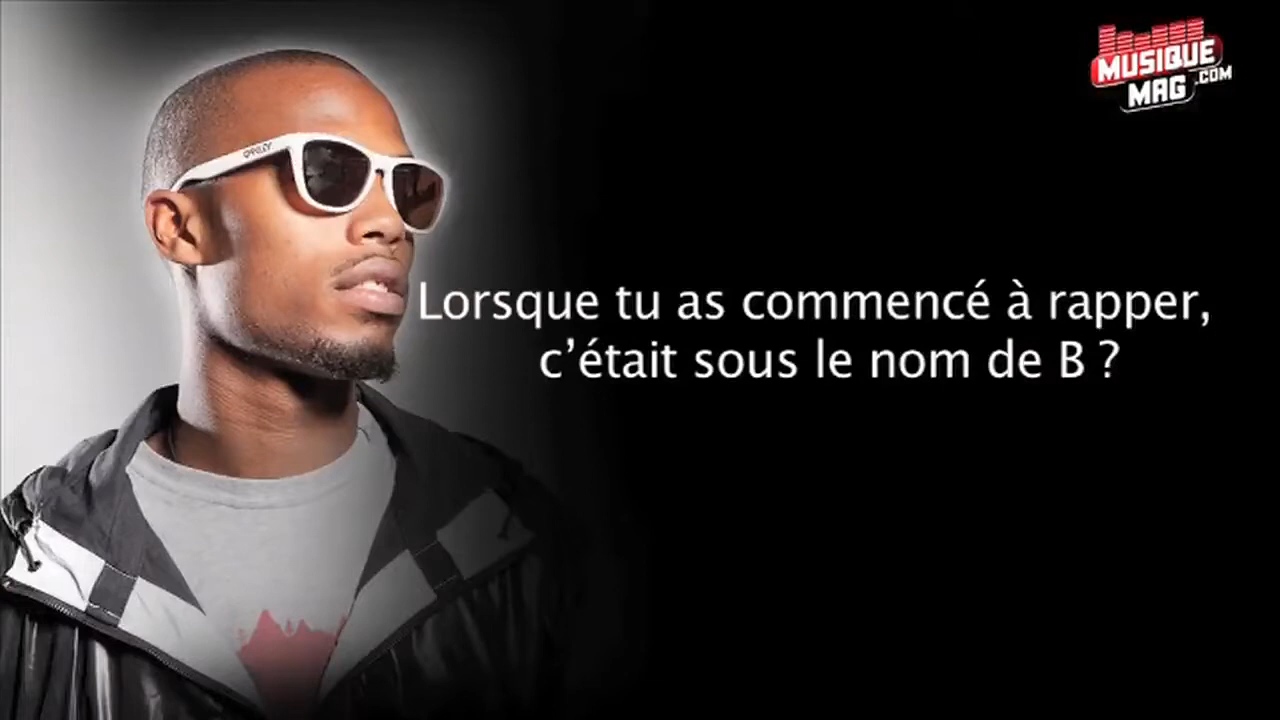 MUSIQUE
MAG.COM
OAKLEY
Lorsque tu as commencé à rapper,
c’était sous le nom de B ?